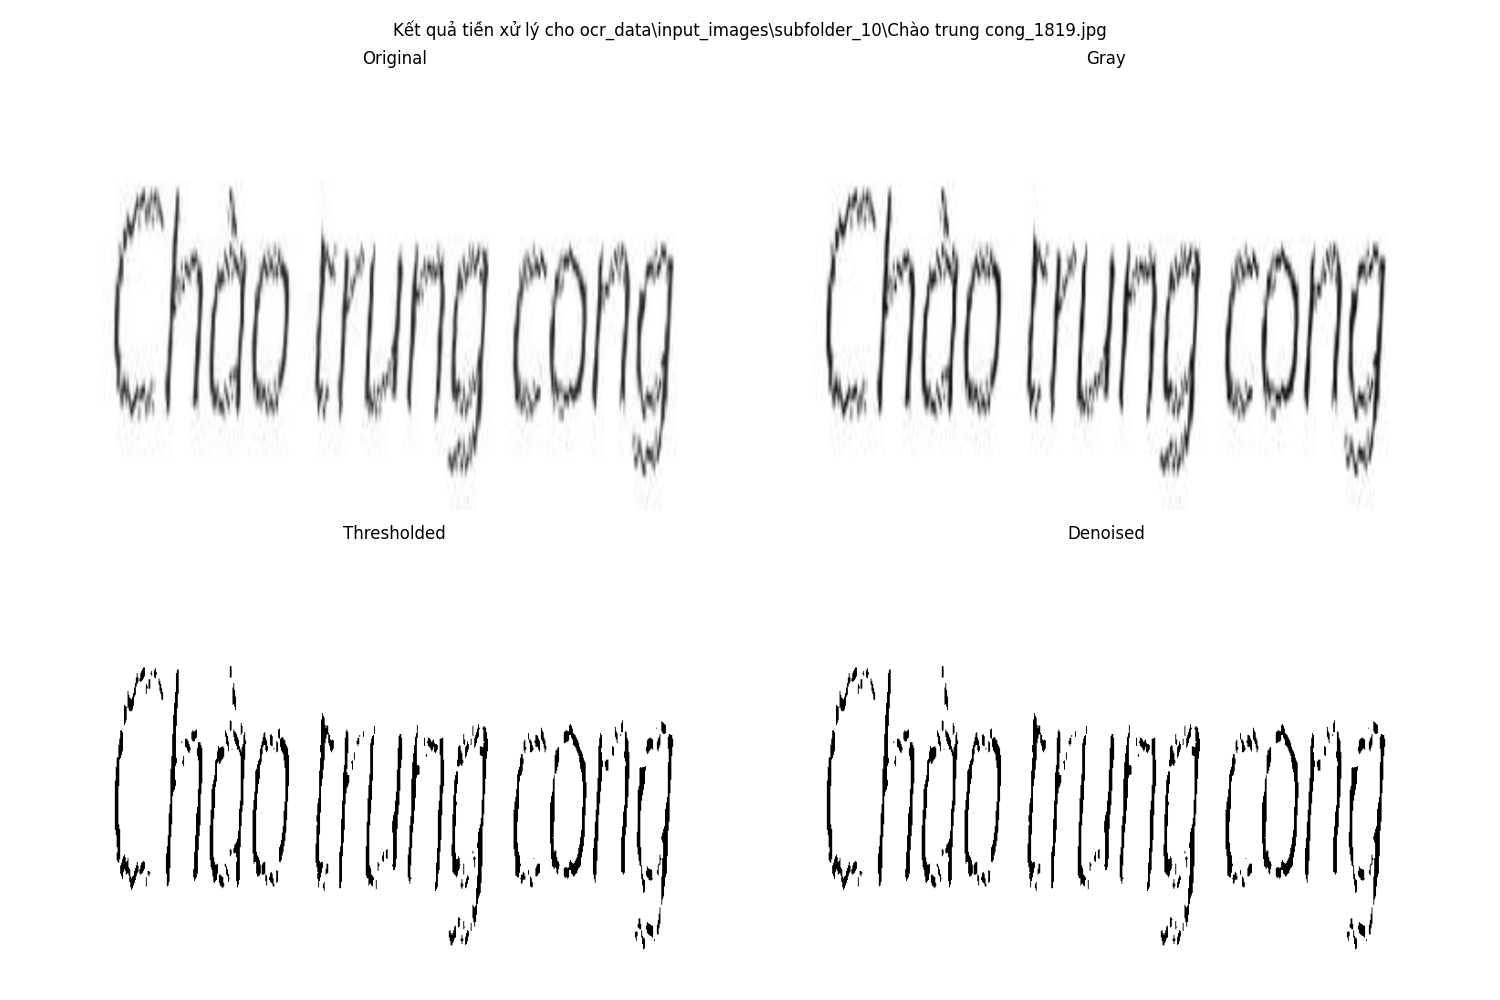 Kết quả tiền xử lý cho ocr_data\input_images\subfolder_10\Chào trung cong_1819.jpg
Original
Gray
Chào trung cong
Chào trung cong
Thresholded
Denoised
Chào trung cong
Chào trung cong